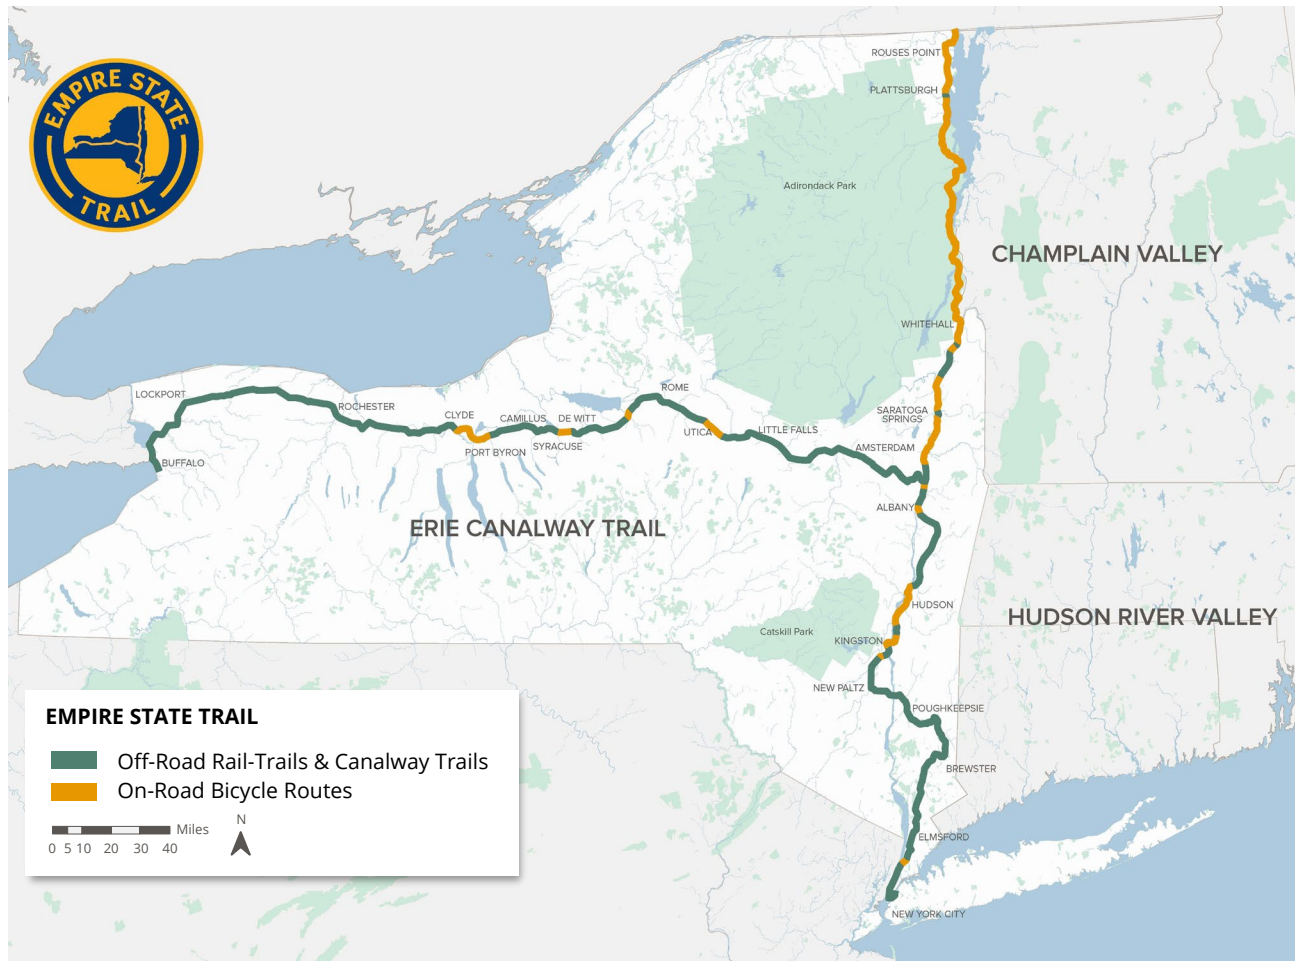 EMPIRE STATE
TRAIL
ROUSES POINT
PLATTSBURGH
Adirondack Park
CHAMPLAIN VALLEY
WHITEHALL
LOCKPORT
ROCHESTER
CLYDE
CAMILLUS
DE WITT
ROME
SARATOGA
SPRINGS
UTICA
LITTLE FALLS
SYRACUSE
AMSTERDAM
PORT BYRON
BUFFALO
ALBANY
ERIE CANALWAY TRAIL
HUDSON
HUDSON RIVER VALLEY
Catskill Park
KINGSTON
NEW PALTZ
POUGHKEEPSIE
BREWSTER
ELMSFORD
NEW YORK CITY
EMPIRE STATE TRAIL
Off-Road Rail-Trails & Canalway Trails
On-Road Bicycle Routes
Miles
N
0 5 10 20 30 40